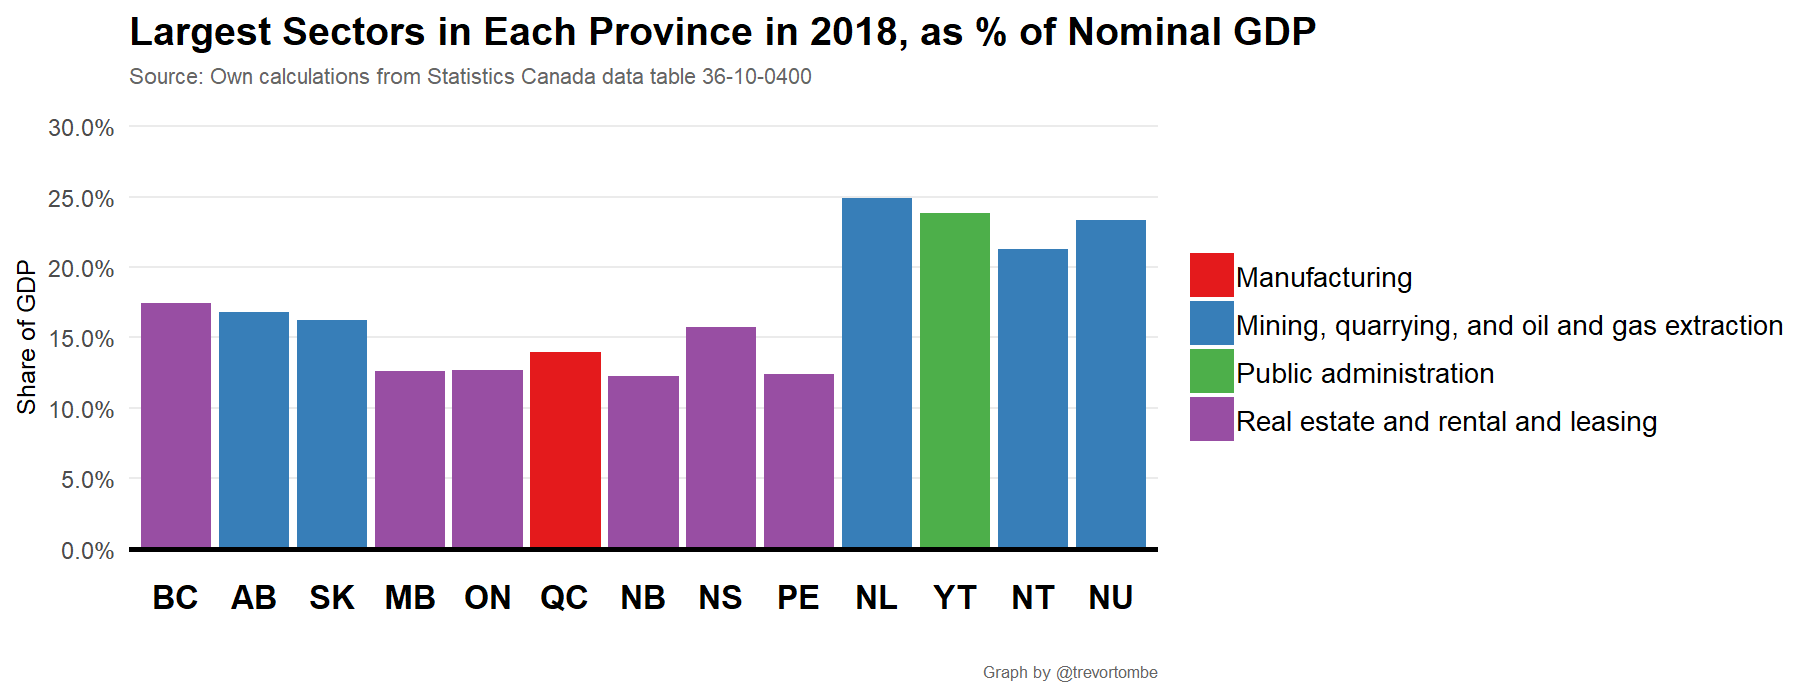 Largest Sectors in Each Province in 2018, as % of Nominal GDP
Source: Own calculations from Statistics Canada data table 36-10-0400
Share of GDP
30.0%
25.0%
20.0%
15.0%
10.0%
5.0%
0.0%
BC AB SK MB ON QC NB NS PE NL YT NT NU
Manufacturing
Mining, quarrying, and oil and gas extraction
Public administration
Real estate and rental and leasing
Graph by @trevortombe